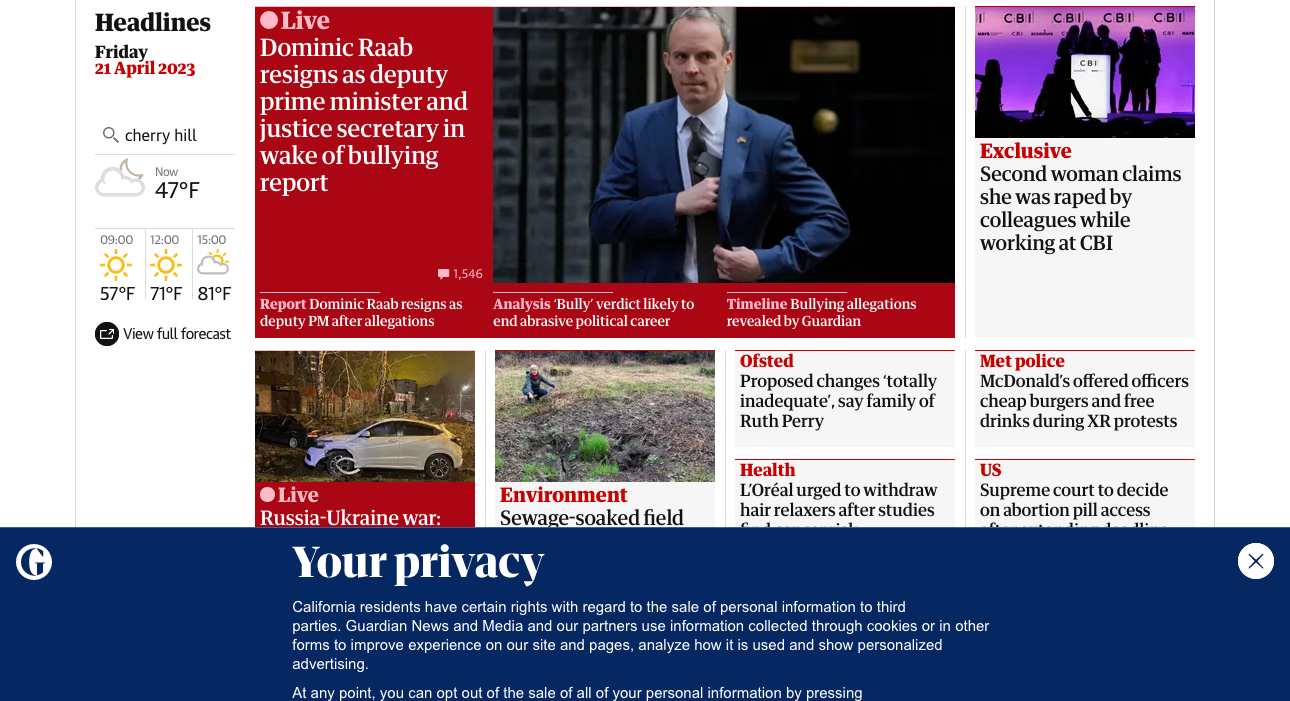 Headlines
Friday
21 April 2023
cherry hill
Now
47°F
09:00
12:00
15:00
57°F
71°F
81°F
View full forecast
Live
Dominic Raab
resigns as deputy
prime minister and
justice secretary in
wake of bullying
report
1,546
Report Dominic Raab resigns as
deputy PM after allegations
Analysis ‘Bully’ verdict likely to
end abrasive political career
Timeline Bullying allegations
revealed by Guardian
CBI CBI CBI CBI
CBI
Exclusive
Second woman claims
she was raped by
colleagues while
working at CBI
Live
Russia-Ukraine war:
Environment
Sewage-soaked field
Ofsted
Proposed changes ‘totally
inadequate’, say family of
Ruth Perry
Health
L’Oréal urged to withdraw
hair relaxers after studies
Met police
McDonald’s offered officers
cheap burgers and free
drinks during XR protests
US
Supreme court to decide
on abortion pill access
Your privacy
California residents have certain rights with regard to the sale of personal information to third
parties. Guardian News and Media and our partners use information collected through cookies or in other
forms to improve experience on our site and pages, analyze how it is used and show personalized
advertising.
At any point, you can opt out of the sale of all of your personal information by pressing